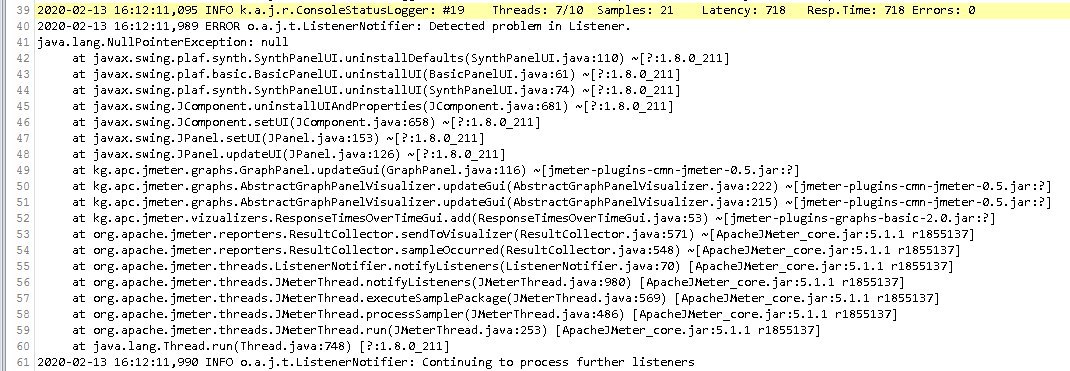 39 2020-02-13 16:12:11,095 INFO k.a.j.r.ConsoleStatusLogger: #19 Threads: 7/10 Samples: 21 Latency: 718 Resp.Time: 718 Errors: 0
40 2020-02-13 16:12:11,989 ERROR o.a.j.t.ListenerNotifier: Detected problem in Listener.
41 java.lang.NullPointerException: null
42 at javax.swing.plaf.synth.SynthPanelUI.uninstallDefaults(SynthPanelUI.java:110) ~[?:1.8.0_211]
43 at javax.swing.plaf.basic.BasicPanelUI.uninstallUI(BasicPanelUI.java:61) ~[?:1.8.0_211]
44 at javax.swing.plaf.synth.SynthPanelUI.uninstallUI(SynthPanelUI.java:74) ~[?:1.8.0_211]
45 at javax.swing.JComponent.uninstallUIAndProperties(JComponent.java:681) ~[?:1.8.0_211]
46 at javax.swing.JComponent.setUI(JComponent.java:658) ~[?:1.8.0_211]
47 at javax.swing.JPanel.setUI(JPanel.java:153) ~[?:1.8.0_211]
48 at javax.swing.JPanel.updateUI(JPanel.java:126) ~[?:1.8.0_211]
49 at kg.apc.jmeter.graphs.GraphPanel.updateGui(GraphPanel.java:116) ~[jmeter-plugins-cmn-jmeter-0.5.jar:?]
50 at kg.apc.jmeter.graphs.AbstractGraphPanelVisualizer.updateGui(AbstractGraphPanelVisualizer.java:222) ~[jmeter-plugins-cmn-jmeter-0.5.jar:?]
51 at kg.apc.jmeter.graphs.AbstractGraphPanelVisualizer.updateGui(AbstractGraphPanelVisualizer.java:215) ~[jmeter-plugins-cmn-jmeter-0.5.jar:?]
52 at kg.apc.jmeter.vizualizers.ResponseTimesOverTimeGui.add(ResponseTimesOverTimeGui.java:53) ~[jmeter-plugins-graphs-basic-2.0.jar:?]
53 at org.apache.jmeter.reporters.ResultCollector.sendToVisualizer(ResultCollector.java:571) ~[ApacheJMeter_core.jar:5.1.1 r1855137]
54 at org.apache.jmeter.reporters.ResultCollector.sampleOccurred(ResultCollector.java:548) ~[ApacheJMeter_core.jar:5.1.1 r1855137]
55 at org.apache.jmeter.threads.ListenerNotifier.notifyListeners(ListenerNotifier.java:70) [ApacheJMeter_core.jar:5.1.1 r1855137]
56 at org.apache.jmeter.threads.JMeterThread.notifyListeners(JMeterThread.java:980) [ApacheJMeter_core.jar:5.1.1 r1855137]
57 at org.apache.jmeter.threads.JMeterThread.executeSamplePackage(JMeterThread.java:569) [ApacheJMeter_core.jar:5.1.1 r1855137]
58 at org.apache.jmeter.threads.JMeterThread.processSampler(JMeterThread.java:486) [ApacheJMeter_core.jar:5.1.1 r1855137]
59 at org.apache.jmeter.threads.JMeterThread.run(JMeterThread.java:253) [ApacheJMeter_core.jar:5.1.1 r1855137]
60 at java.lang.Thread.run(Thread.java:748) [?:1.8.0_211]
61 2020-02-13 16:12:11,990 INFO o.a.j.t.ListenerNotifier: Continuing to process further listeners